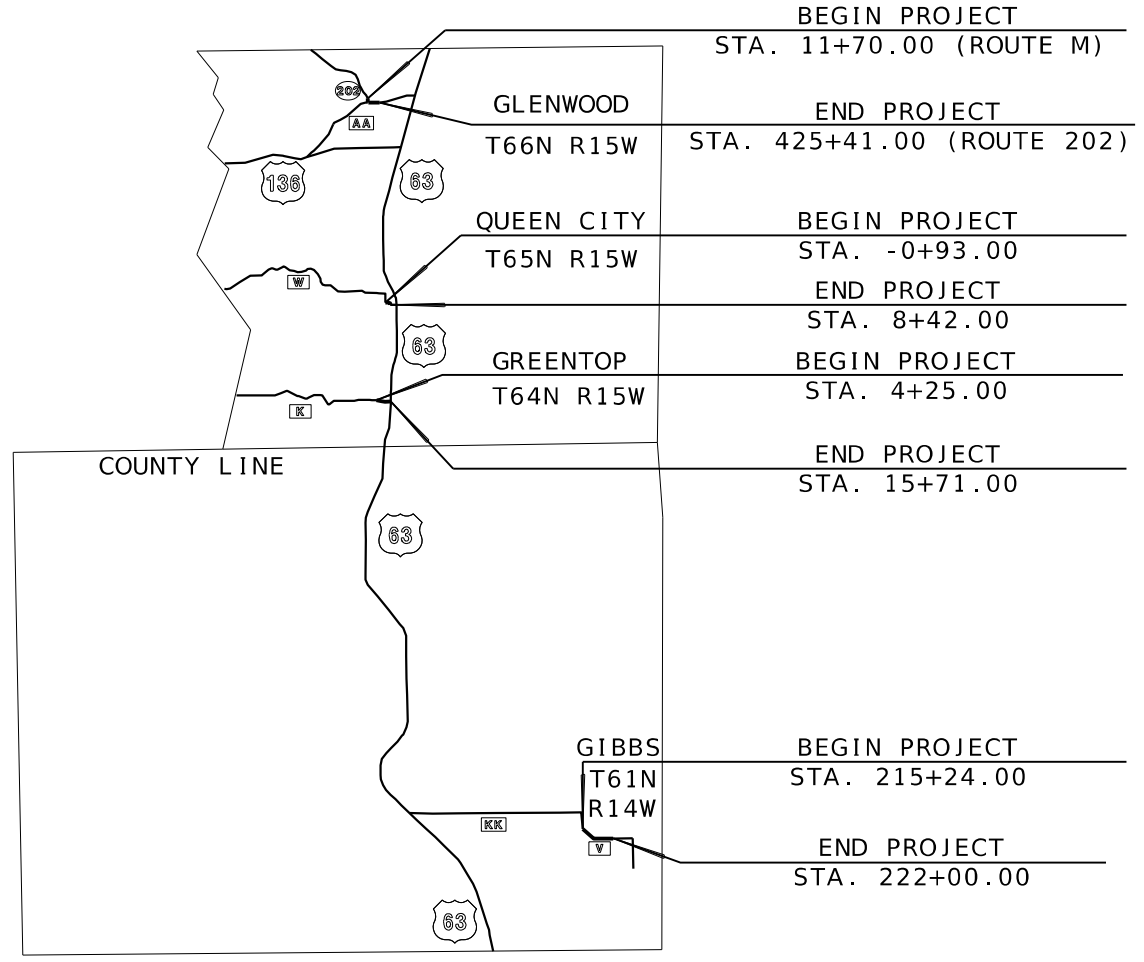 BEGIN PROJECT
STA. 11+70.00 (ROUTE M)
202
GLENWOOD
END PROJECT
AA
T66N R15W
STA. 425+41.00 (ROUTE 202)
136
63
QUEEN CITY
BEGIN PROJECT
T65N R15W
STA. -0+93.00
W
END PROJECT
STA. 8+42.00
63
GREENTOP
BEGIN PROJECT
T64N R15W
STA. 4+25.00
K
END PROJECT
COUNTY LINE
STA. 15+71.00
63
GIBBS
BEGIN PROJECT
T61N
STA. 215+24.00
R14W
KK
V
END PROJECT
STA. 222+00.00
63